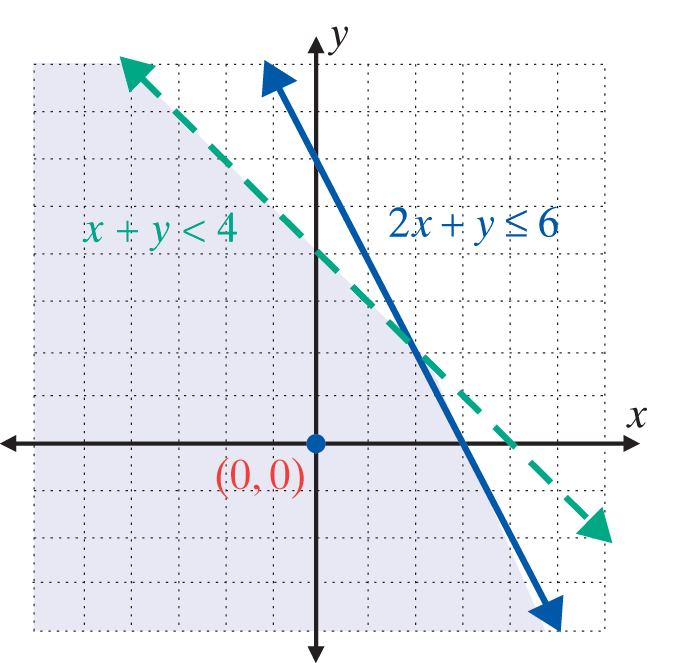 y
x + y < 4
2x + y ≤ 6
x
(0, 0)